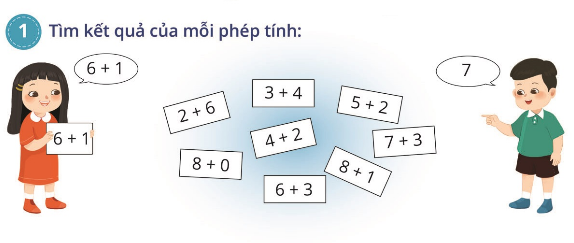 1 Tìm kết quả của mỗi phép tính:
6 + 1
7
6 + 1
3 + 4
2 + 6
5 + 2
4 + 2
7 + 3
8 + 0
8 + 1
6 + 3